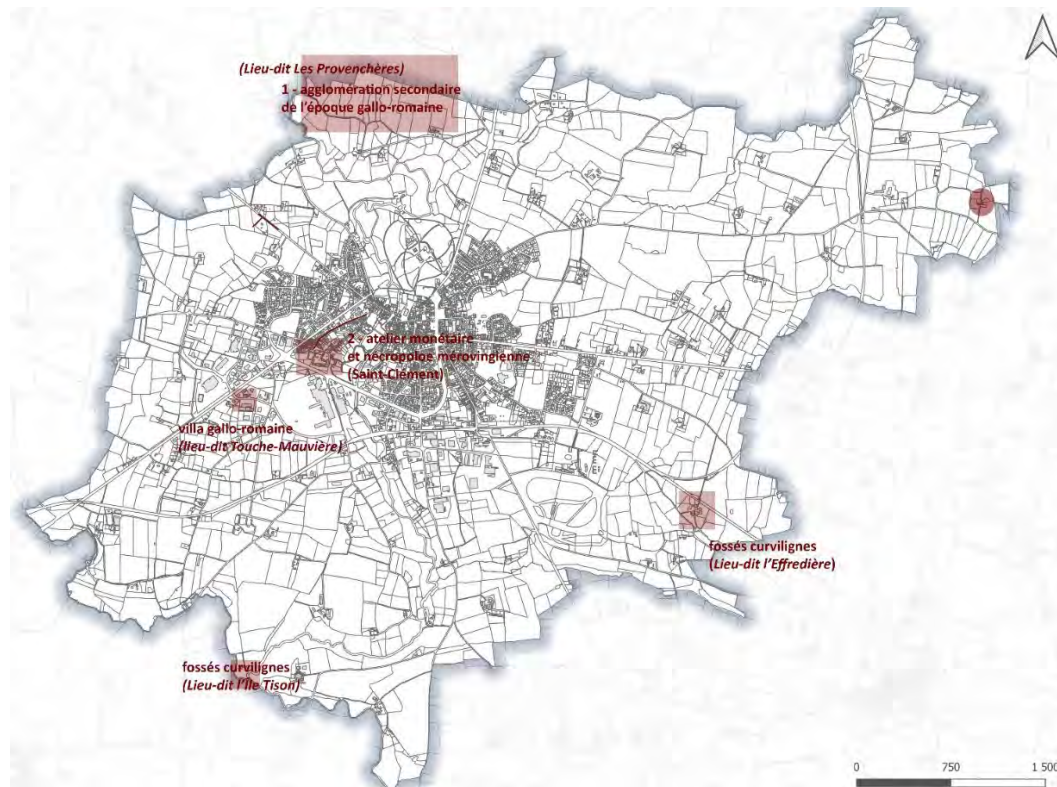 (Lieu-dit Les Provenchères)
1 - agglomération secondaire
de l'époque gallo-romaine
2 - atelier monétaire
et nécropole mérovingienne
(Saint-Clément)
villa gallo-romaine
(lieu-dit Touche-Mauvière)
fossés curvilignes
(Lieu-dit l'Effredière)
fossés curvilignes
(Lieu-dit l'Île Tison)
0 750 1 500